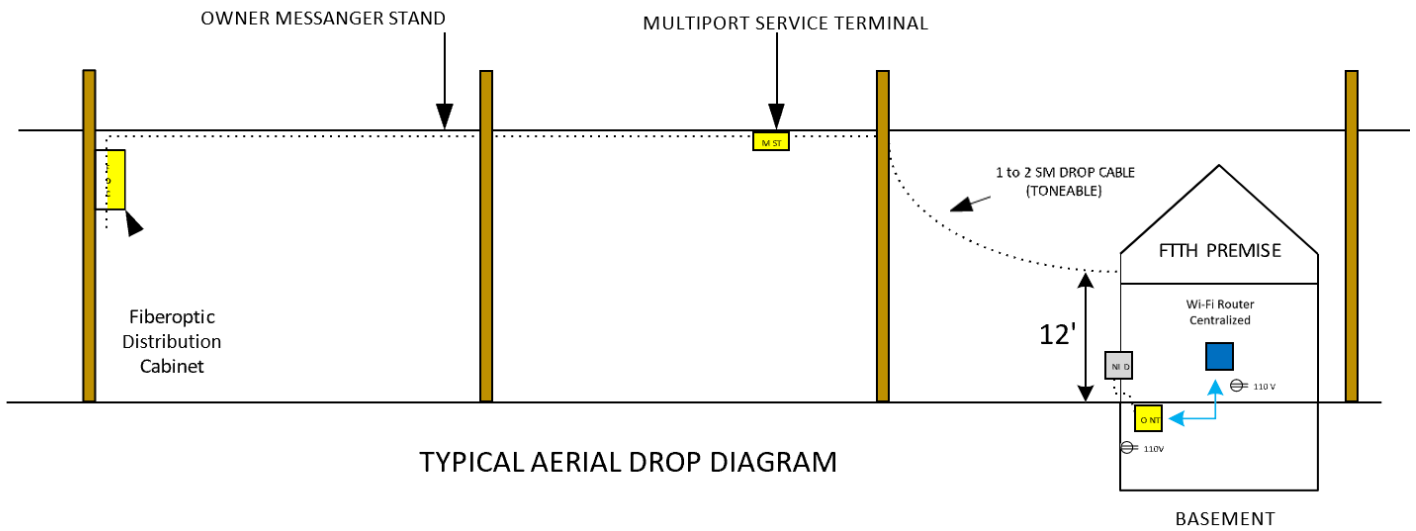 OWNER MESSANGER STAND
MULTIPORT SERVICE TERMINAL
M ST
1 to 2 SM DROP CABLE
(TONEABLE)
FTTH PREMISE
Wi-Fi Router
Centralized
Fiberoptic
Distribution
Cabinet
12'
NI D
110 V
O NT
110V
TYPICAL AERIAL DROP DIAGRAM
BASEMENT